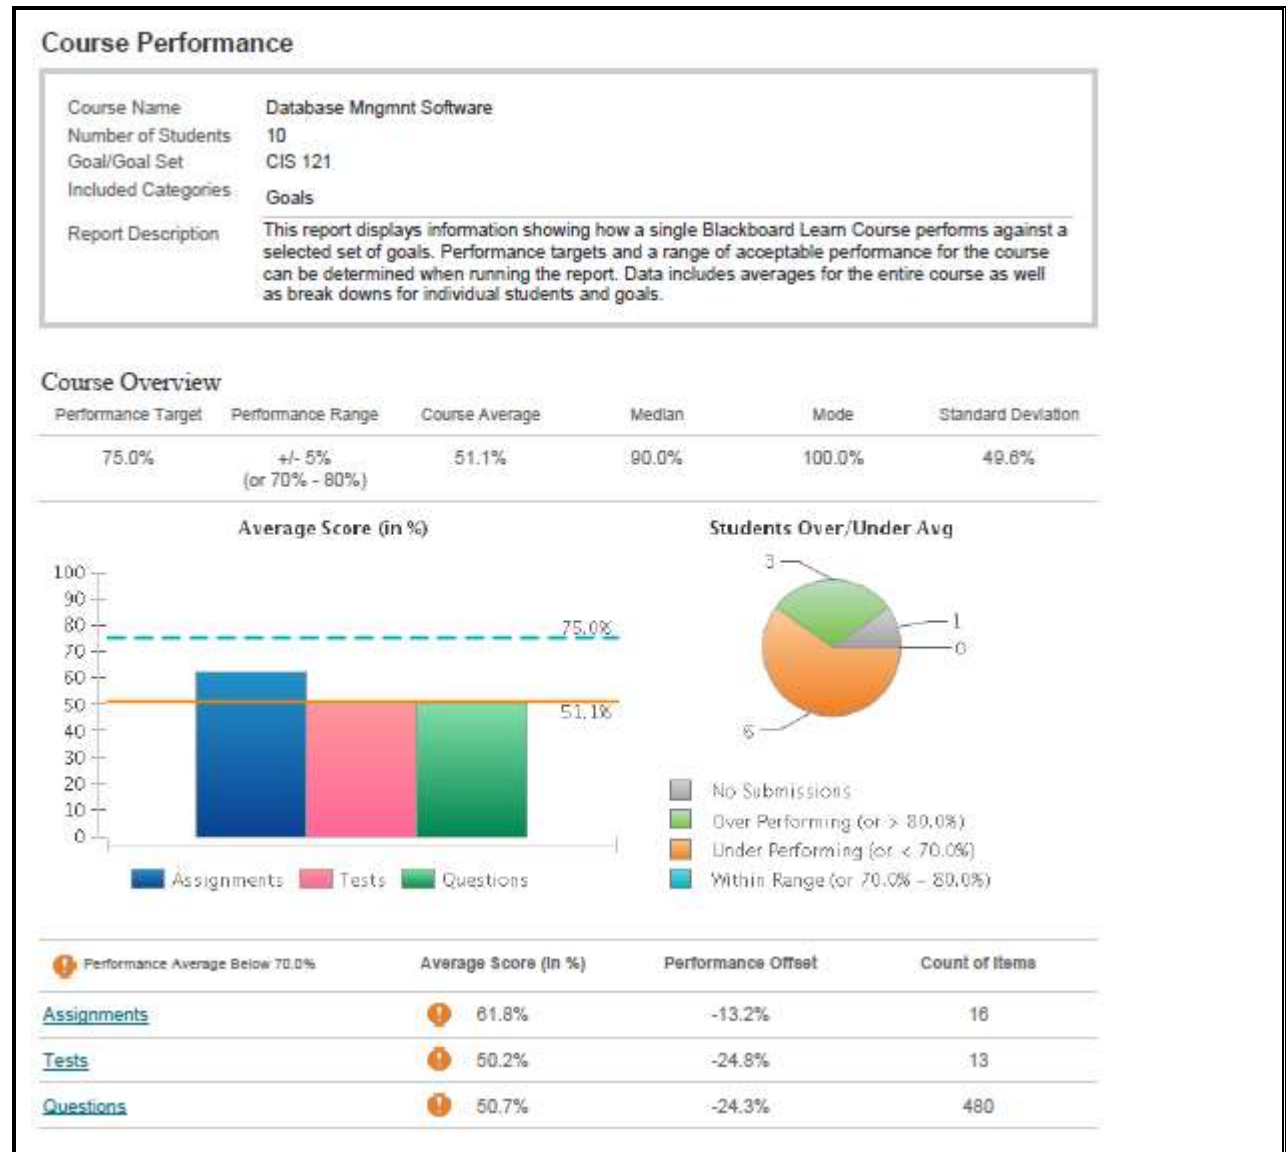 Course Performance
Course Name Database Mngmnt Software
Number of Students 10
Goal/Goal Set CIS 121
Included Categories Goals
Report Description This report displays information showing how a single Blackboard Learn Course performs against a
selected set of goals. Performance targets and a range of acceptable performance for the course
can be determined when running the report. Data includes averages for the entire course as well
as break downs for individual students and goals.
Course Overview
Performance Target Performance Range Course Average Median Mode Standard Deviation
75.0% +/- 5% 51.1% 90.0% 100.0% 49.6%
(or 70% - 80%)
Average Score (in %)
100
90
80
70
60
50
40
30
20
10
0
75.0%
51.1%
Assignments Tests Questions
Students Over/Under Avg
3
1
0
6
No Submissions
Over Performing (or > 80.0%)
Under Performing (or < 70.0%)
Within Range (or 70.0% - 80.0%)
Performance Average Below 70.0% Average Score (in %) Performance Offset Count of Items
Assignments 61.8% -13.2% 16
Tests 50.2% -24.8% 13
Questions 50.7% -24.3% 480